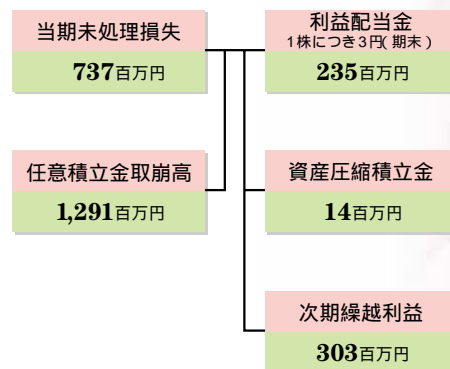 当期未処理損失
737百万円
任意積立金取崩高
1,291百万円
利益配当金
1株につき3円(期末)
235百万円
資産圧縮積立金
14百万円
次期繰越利益
303百万円